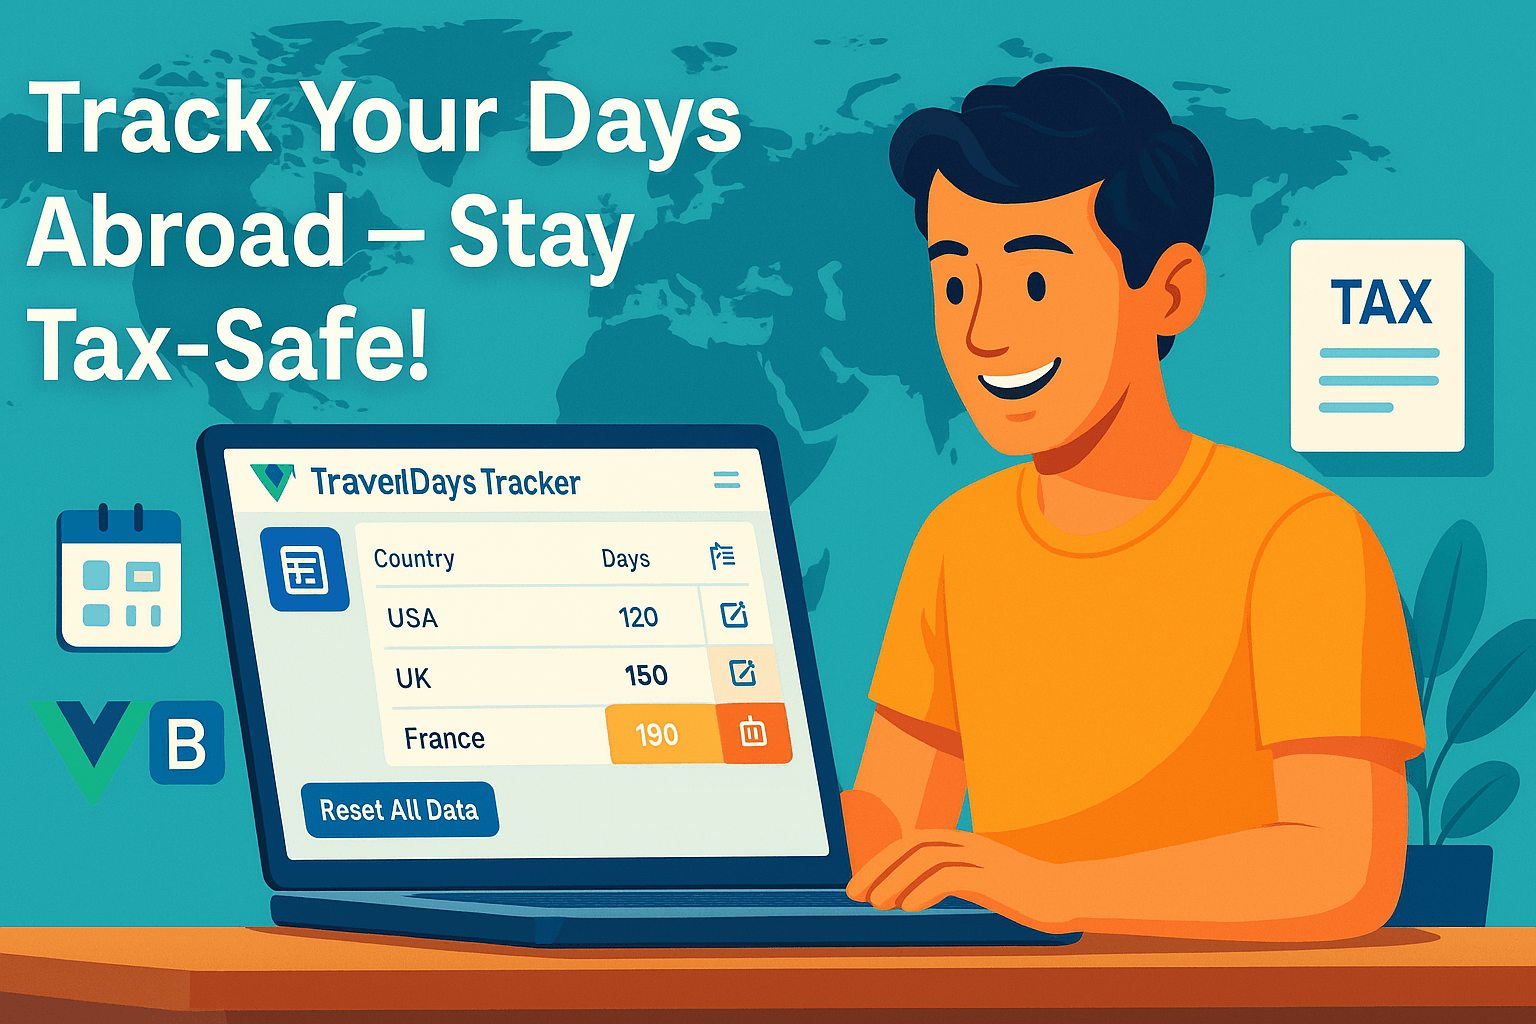 Track Your Days
Abroad – Stay
Tax-Safe!
TAX
TraverlDays Tracker
Country Days
USA 120
UK 150
France 190
Reset All Data
B